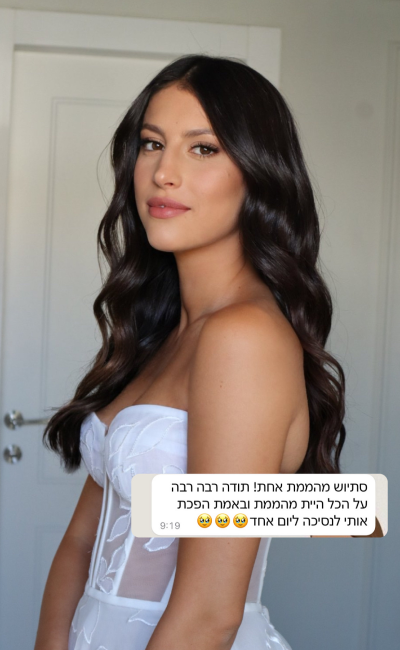 סתיוש מהממת אחת! תודה רבה רבה
על הכל היית מהממת ובאמת הפכת
אותי לנסיכה ליום אחד🥹🥹🥹
9:19